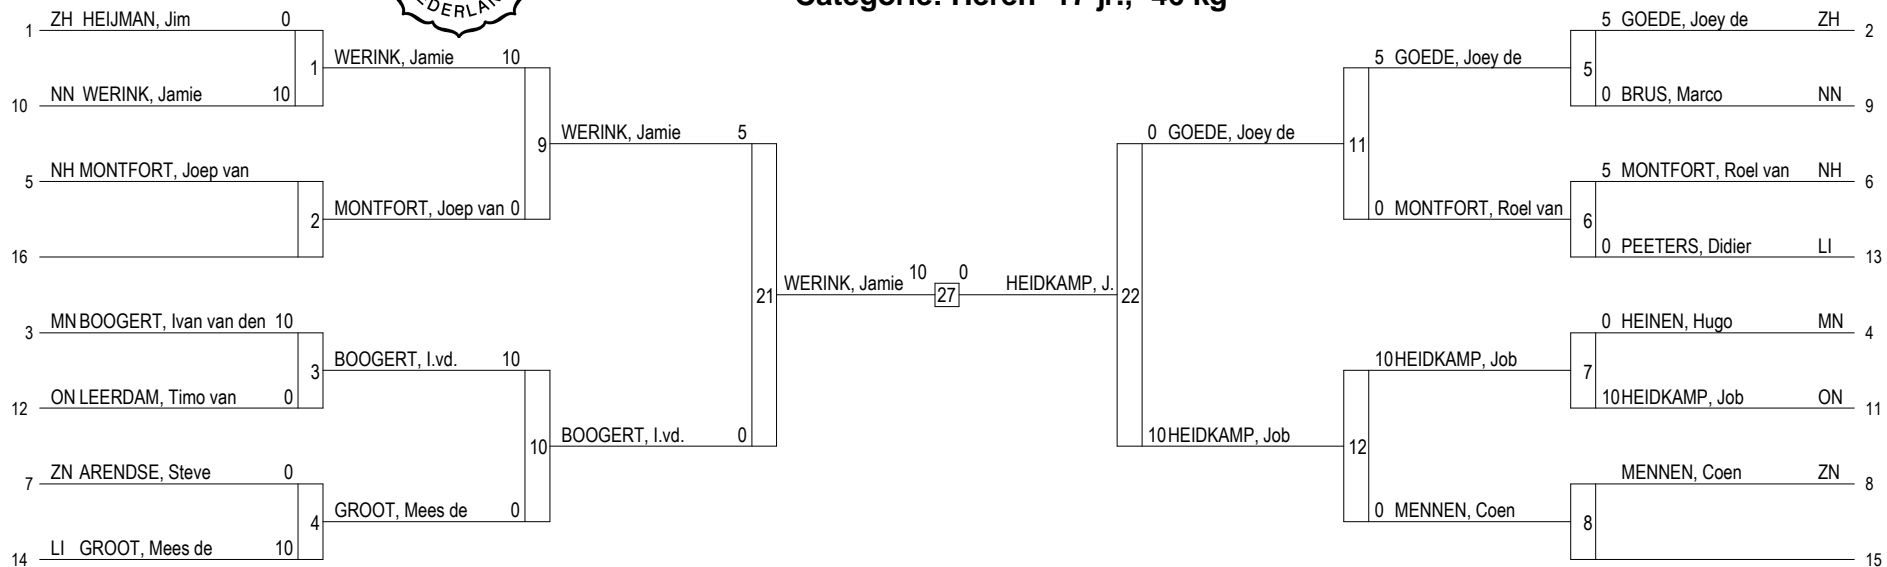 EDERLAN
Categorie: Heren -17 jr., -46 kg
1 ZH HEIJMAN, Jim 0
10 NN WERINK, Jamie 10
1
5 NH MONTFORT, Joep van
16
2
3 MN BOOGERT, Ivan van den 10
12 ON LEERDAM, Timo van 0
3
7 ZN ARENDSE, Steve 0
14 LI GROOT, Mees de 10
4
WERINK, Jamie 10
MONTFORT, Joep van 0
9
BOOGERT, I.vd. 10
GROOT, Mees de 0
10
WERINK, Jamie 5
BOOGERT, I.vd. 0
21
WERINK, Jamie 10 27 0 HEIDKAMP, J.
22
0 GOEDE, Joey de
10 HEIDKAMP, Job
11
5 GOEDE, Joey de
0 MONTFORT, Roel van
12
10 HEIDKAMP, Job
0 MENNEN, Coen
5
5 GOEDE, Joey de ZH 2
0 BRUS, Marco NN 9
6
5 MONTFORT, Roel van NH 6
0 PEETERS, Didier LI 13
7
0 HEINEN, Hugo MN 4
10 HEIDKAMP, Job ON 11
8
MENNEN, Coen ZN 8
15